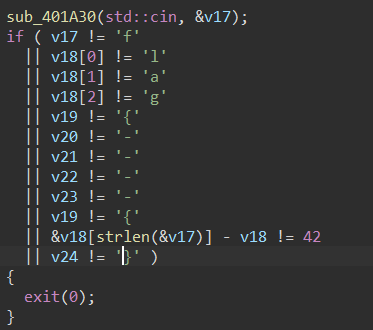 sub_401A30(std::cin, &v17);
if ( v17 != 'f'
|| v18[0] != 'l'
|| v18[1] != 'a'
|| v18[2] != 'g'
|| v19 != '{'
|| v20 != '-'
|| v21 != '-'
|| v22 != '-'
|| v23 != '-'
|| v19 != '{'
|| &v18[strlen(&v17)] - v18 != 42
|| v24 != '}' )
{
exit(0);
}